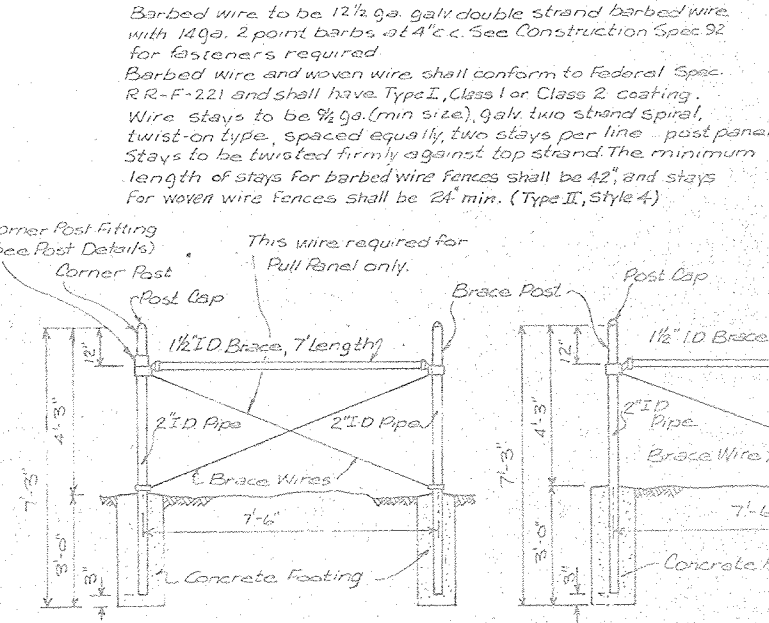 Barbed wire to be 12½ ga. galv double strand barbed wire
with 14ga. 2 point barbs at 4"c.c. See Construction Spec 92
for fasteners required.
Barbed wire and woven wire shall conform to Federal Spec.
RR-F-221 and shall have Type I, Class 1 or Class 2 coating.
Wire stays to be 9½ ga.(min size), galv. two strand spiral,
twist-on type, spaced equally, two stays per line post panel
Stays to be twisted firmly against top strand. The minimum
length of stays for barbed wire fences shall be 42", and stays
for woven wire fences shall be 24" min. (Type II, Style 4)
orner Post Fitting
ee Post Details)
This wire required for
Pull Panel only.
Corner Post
Post Cap
Brace Post
Post Cap
12"
1½" ID Brace, 7' Length
12"
1½" I.D Brace
4'-3"
2" I.D Pipe
2" I.D Pipe
4'-3"
2" I.D
Pipe
7'-3"
Brace Wires
7'-3"
Brace Wire
7'-6"
7'-6
3'-0"
3"
Concrete Footing
3'-0"
3"
Concrete